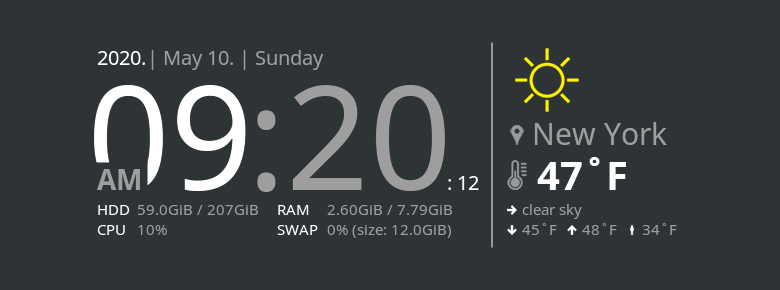 2020.| May 10. | Sunday
09:20
AM
: 12
HDD 59.0GiB / 207GiB RAM 2.60GiB / 7.79GiB
CPU 10% SWAP 0% (size: 12.0GiB)
New York
47°F
clear sky
45°F 48°F 34°F